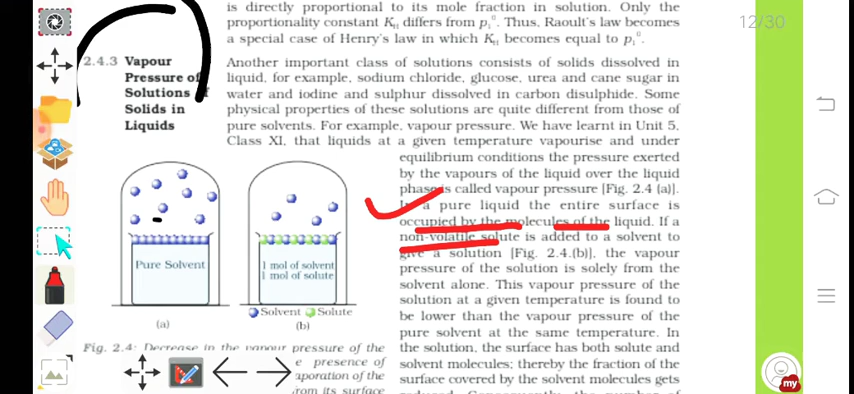 is directly proportional to its mole fraction in solution. Only the
proportionality constant KH differs from p₁⁰. Thus, Raoult's law becomes
a special case of Henry's law in which KH becomes equal to p₁⁰.
12/30
2.4.3 Vapour
Pressure of
Solutions of
Solids in
Liquids
Another important class of solutions consists of solids dissolved in
liquid, for example, sodium chloride, glucose, urea and cane sugar in
water and iodine and sulphur dissolved in carbon disulphide. Some
physical properties of these solutions are quite different from those of
pure solvents. For example, vapour pressure. We have learnt in Unit 5,
Class XI, that liquids at a given temperature vapourise and under
equilibrium conditions the pressure exerted
by the vapours of the liquid over the liquid
phase is called vapour pressure [Fig. 2.4 (a)].
a pure liquid the entire surface is
occupied by the molecules of the liquid. If a
non-volatile solute is added to a solvent to
give a solution [Fig. 2.4.(b)], the vapour
pressure of the solution is solely from the
solvent alone. This vapour pressure of the
solution at a given temperature is found to
be lower than the vapour pressure of the
pure solvent at the same temperature. In
the solution, the surface has both solute and
solvent molecules; thereby the fraction of the
surface covered by the solvent molecules gets
Pure Solvent
1 mol of solvent
1 mol of solute
Solvent Solute
(a)
(b)
Fig. 2.4: Decrease in the vapour pressure of the
e presence of
aporation of the
from its surface
my